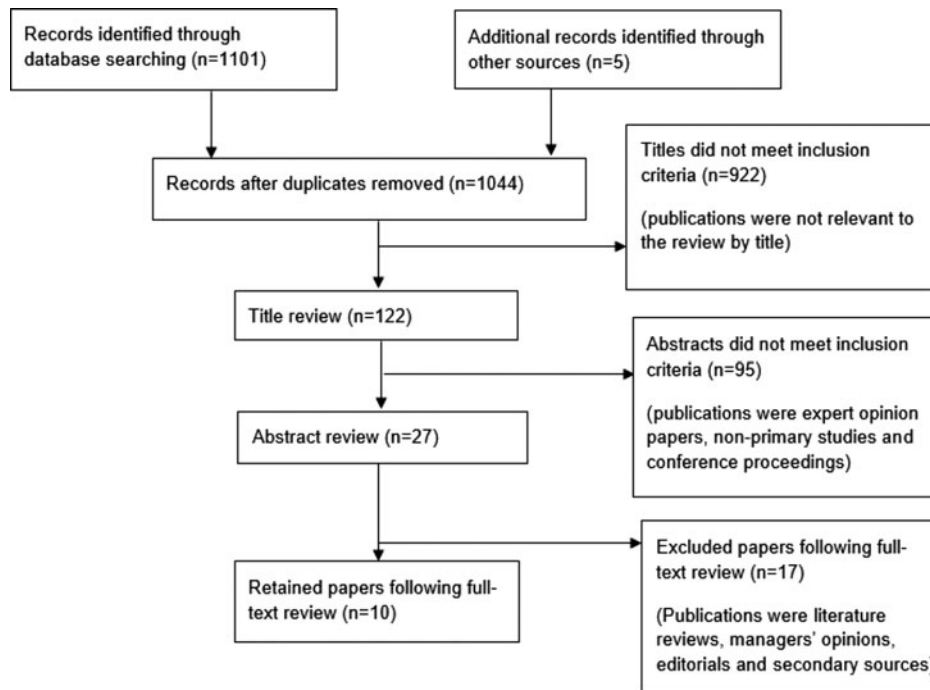 Records identified through
database searching (n=1101)
Additional records identified through
other sources (n=5)
Records after duplicates removed (n=1044)
Titles did not meet inclusion
criteria (n=922)
(publications were not relevant to
the review by title)
Title review (n=122)
Abstracts did not meet inclusion
criteria (n=95)
(publications were expert opinion
papers, non-primary studies and
conference proceedings)
Abstract review (n=27)
Excluded papers following full-
text review (n=17)
(Publications were literature
reviews, managers' opinions,
editorials and secondary sources)
Retained papers following full-
text review (n=10)